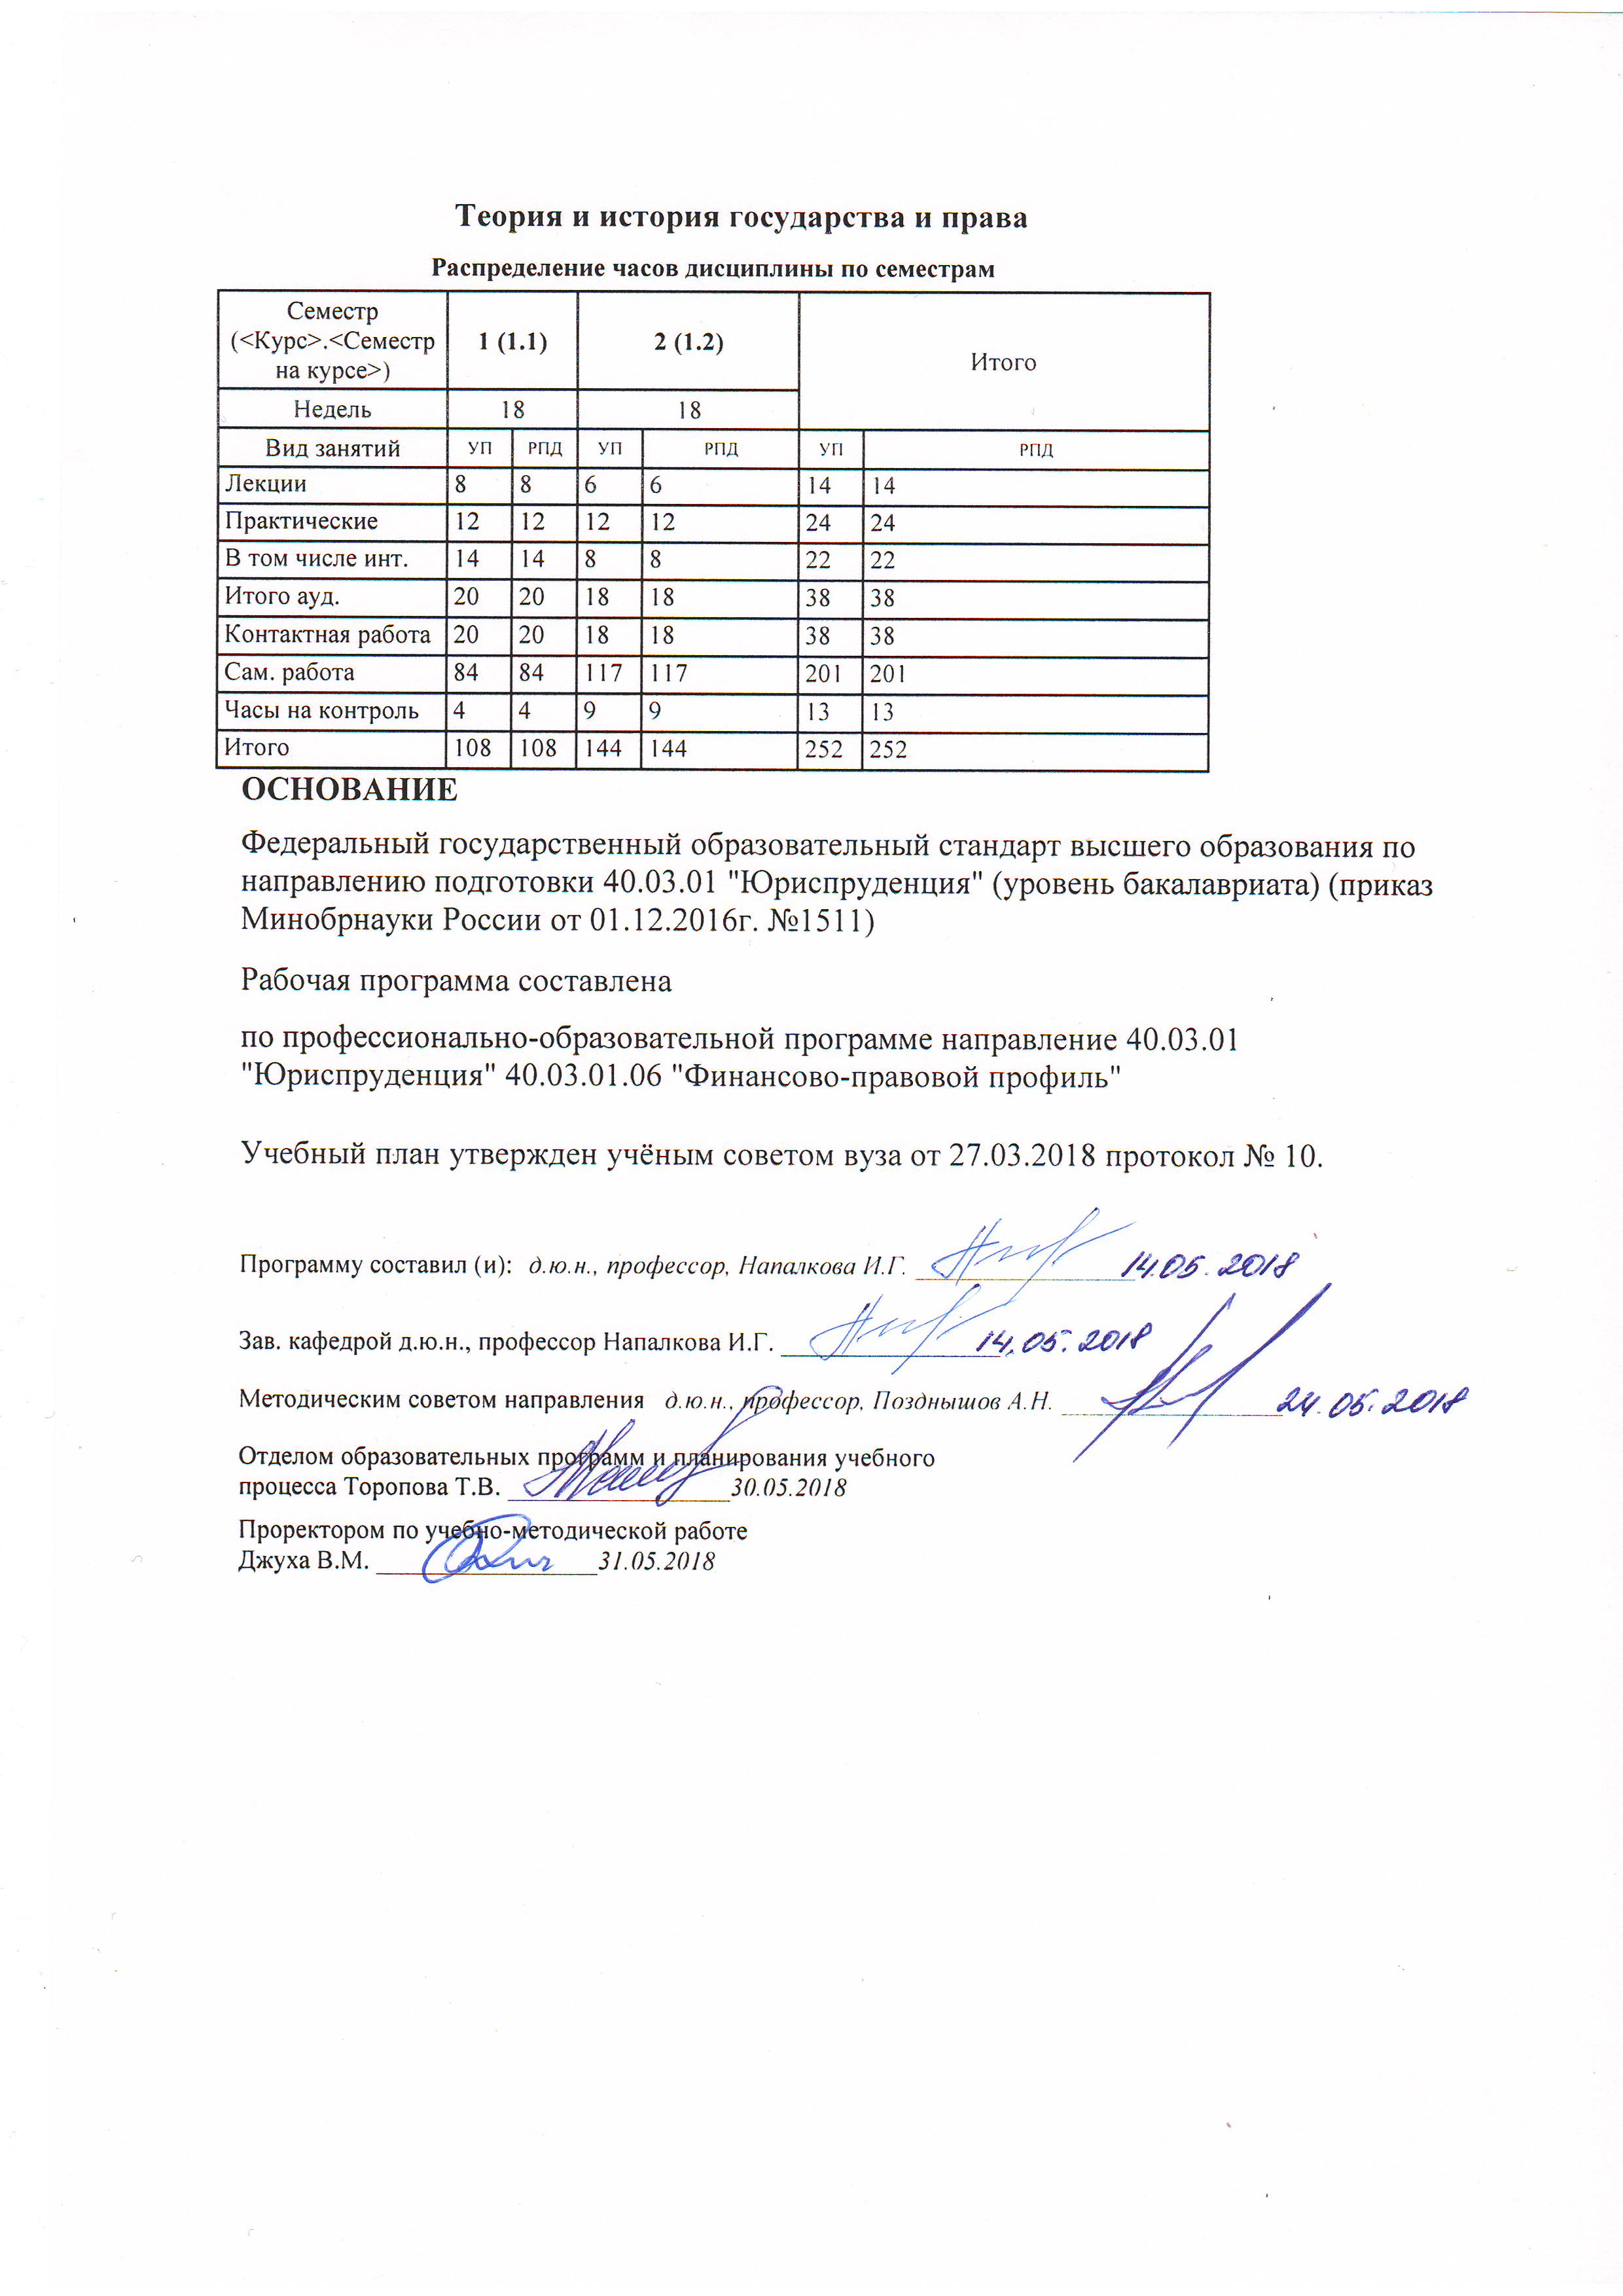 Теория и история государства и права
Распределение часов дисциплины по семестрам
Семестр (<Курс>.<Семестр на курсе>) 1 (1.1) 2 (1.2) Итого
Недель 18 18
Вид занятий УП РПД УП РПД УП РПД
Лекции 8 8 6 6 14 14
Практические 12 12 12 12 24 24
В том числе инт. 14 14 8 8 22 22
Итого ауд. 20 20 18 18 38 38
Контактная работа 20 20 18 18 38 38
Сам. работа 84 84 117 117 201 201
Часы на контроль 4 4 9 9 13 13
Итого 108 108 144 144 252 252
ОСНОВАНИЕ
Федеральный государственный образовательный стандарт высшего образования по
направлению подготовки 40.03.01 "Юриспруденция" (уровень бакалавриата) (приказ
Минобрнауки России от 01.12.2016г. №1511)
Рабочая программа составлена
по профессионально-образовательной программе направление 40.03.01
"Юриспруденция" 40.03.01.06 "Финансово-правовой профиль"
Учебный план утвержден учёным советом вуза от 27.03.2018 протокол № 10.
Программу составил (и): д.ю.н., профессор, Напалкова И.Г. 14.05.2018
Зав. кафедрой д.ю.н., профессор Напалкова И.Г. 14.05.2018
Методическим советом направления д.ю.н., профессор, Позднышов А.Н. 24.05.2018
Отделом образовательных программ и планирования учебного
процесса Торопова Т.В. 30.05.2018
Проректором по учебно-методической работе
Джуха В.М. 31.05.2018